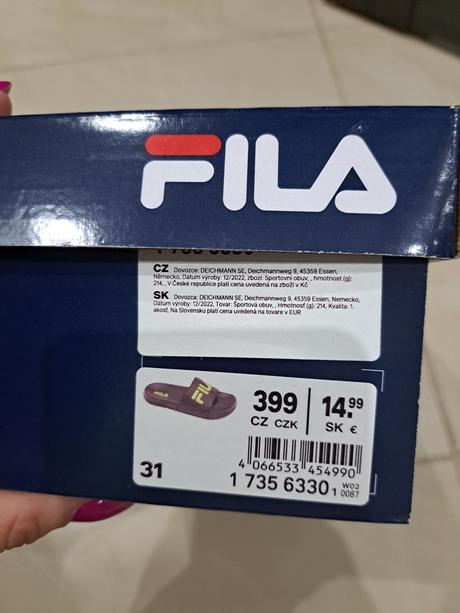 FILA
CZ Dovozce: DEICHMANN SE, Deichmannweg 9, 45359 Essen,
Německo, Datum výroby: 12/2022, zboží: Sportovní obuv, , hmotnost (g):
214, , V České republice platí cena uvedená na zboží v Kč
SK Dovozca: DEICHMANN SE, Deichmannweg 9, 45359 Essen, Nemecko,
Dátum výroby: 12/2022, Tovar: Športová obuv, , Hmotnosť (g): 214, Kvalita: 1.
akosť, Na Slovensku platí cena uvedená na tovare v EUR
FILA FILA
399 14.99
CZ CZK SK €
4 066533 454990
31 1 735 6330 1 W02
0087